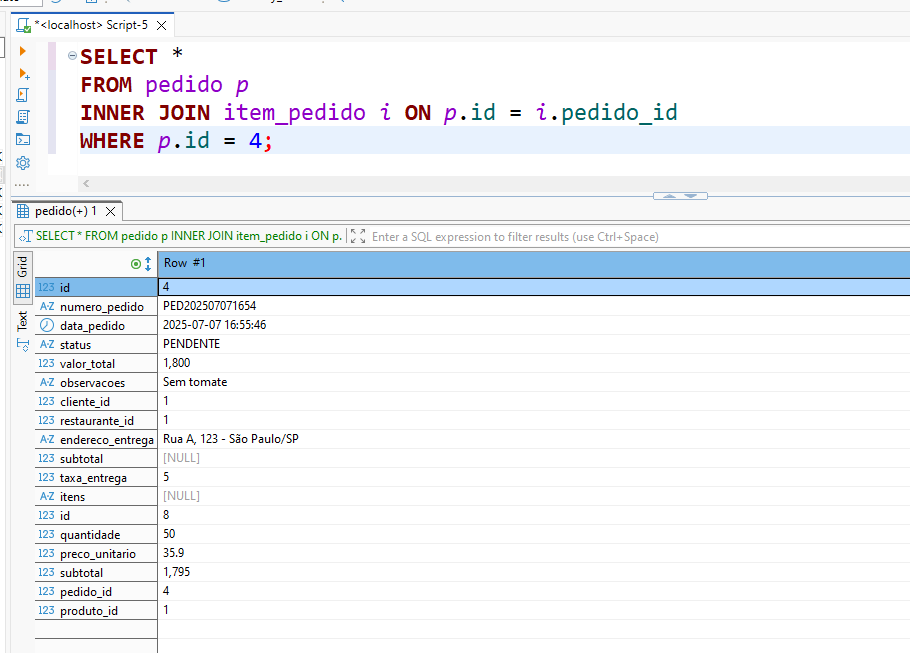 *<localhost> Script-5
SELECT *
FROM pedido p
INNER JOIN item_pedido i ON p.id = i.pedido_id
WHERE p.id = 4;
pedido(+) 1
SELECT * FROM pedido p INNER JOIN item_pedido i ON p.
Enter a SQL expression to filter results (use Ctrl+Space)
Grid
Text
Row #1
123 id 4
A-Z numero_pedido PED202507071654
data_pedido 2025-07-07 16:55:46
A-Z status PENDENTE
123 valor_total 1,800
A-Z observacoes Sem tomate
123 cliente_id 1
123 restaurante_id 1
A-Z endereco_entrega Rua A, 123 - São Paulo/SP
123 subtotal [NULL]
123 taxa_entrega 5
A-Z itens [NULL]
123 id 8
123 quantidade 50
123 preco_unitario 35.9
123 subtotal 1,795
123 pedido_id 4
123 produto_id 1